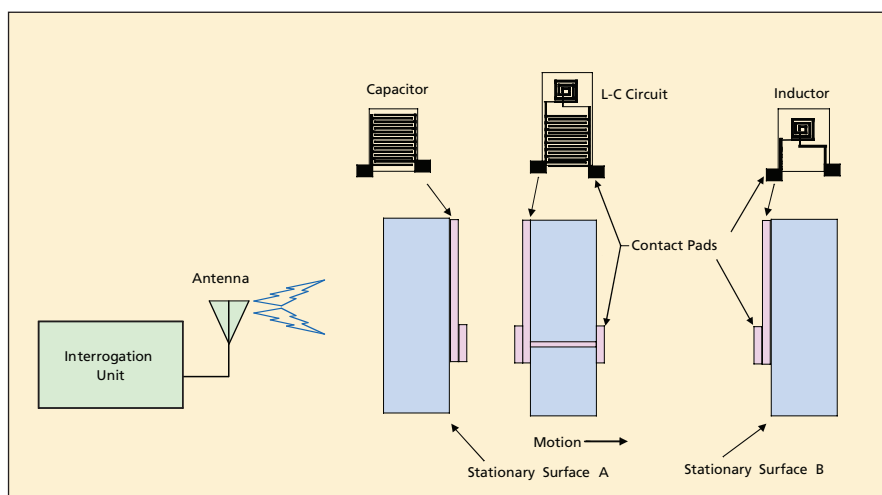 Capacitor
L-C Circuit
Inductor
Contact Pads
Antenna
Interrogation
Unit
Motion
Stationary Surface A
Stationary Surface B